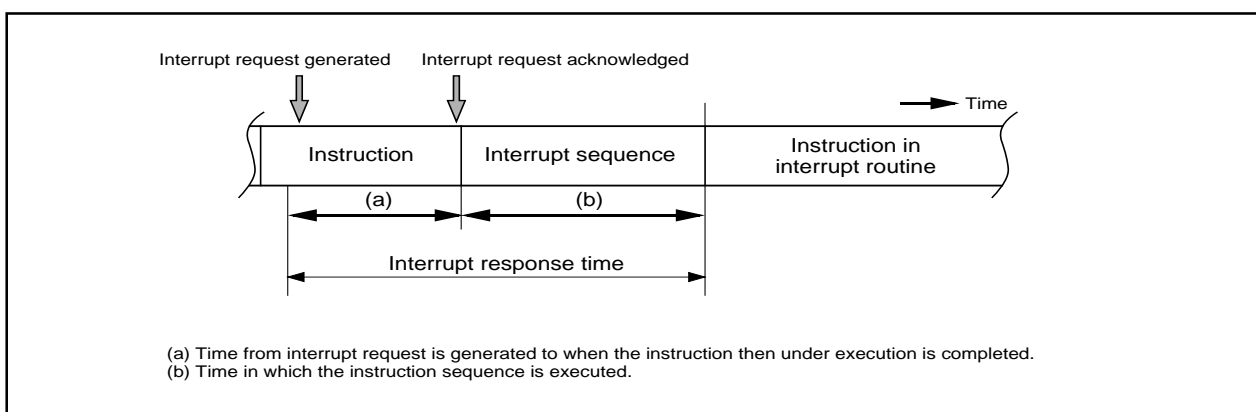 Interrupt request generated
Interrupt request acknowledged
Time
Instruction
Interrupt sequence
Instruction in
interrupt routine
(a)
(b)
Interrupt response time
(a) Time from interrupt request is generated to when the instruction then under execution is completed.
(b) Time in which the instruction sequence is executed.